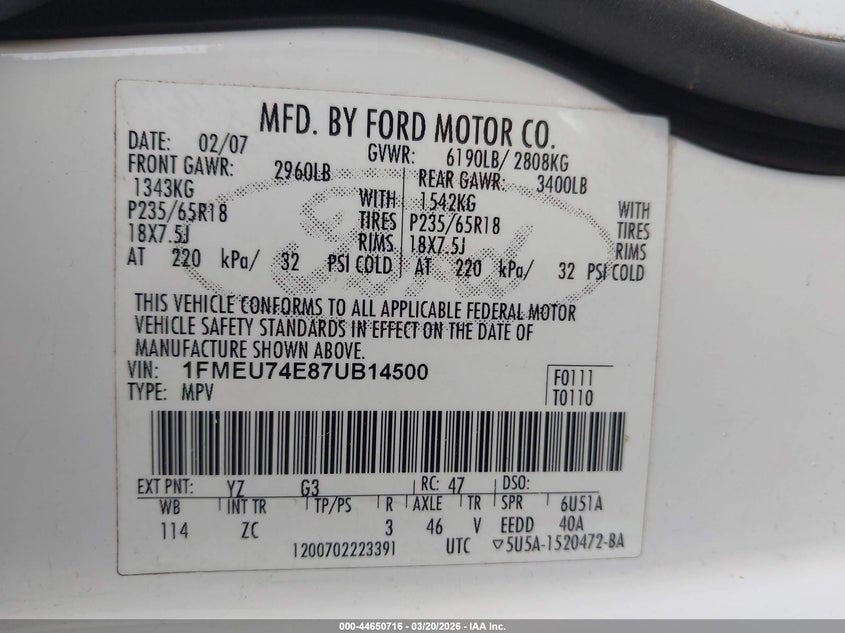 MFD. BY FORD MOTOR CO.
DATE: 02/07 GVWR: 6190LB/ 2808KG
FRONT GAWR: 2960LB REAR GAWR: 3400LB
1343KG WITH 1542KG WITH
P235/65R18 TIRES P235/65R18 TIRES
18X7.5J RIMS 18X7.5J RIMS
AT 220 kPa/ 32 PSI COLD AT 220 kPa/ 32 PSI COLD
Ford
THIS VEHICLE CONFORMS TO ALL APPLICABLE FEDERAL MOTOR
VEHICLE SAFETY STANDARDS IN EFFECT ON THE DATE OF
MANUFACTURE SHOWN ABOVE.
VIN: 1FMEU74E87UB14500 F0111
TYPE: MPV T0110
EXT PNT: YZ G3 RC: 47 DSO:
WB INT TR TP/PS R AXLE TR SPR 6U51A
114 ZC 3 46 V EEDD 40A
1200702223391 UTC ▽5U5A-1520472-BA
000-44650716 — 03/20/2026 — IAA Inc.